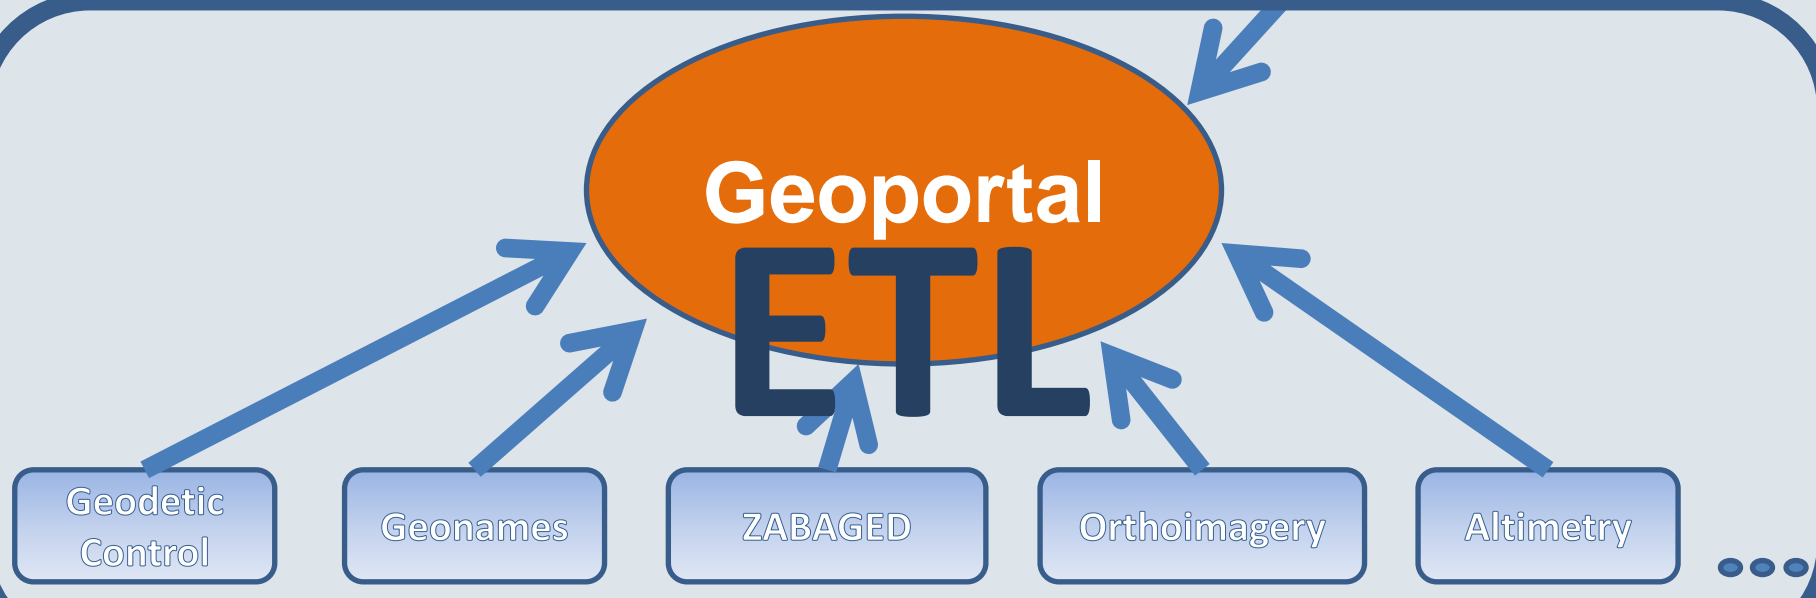 Geoportal
ETL
Geodetic
Control
Geonames
ZABAGED
Orthoimagery
Altimetry